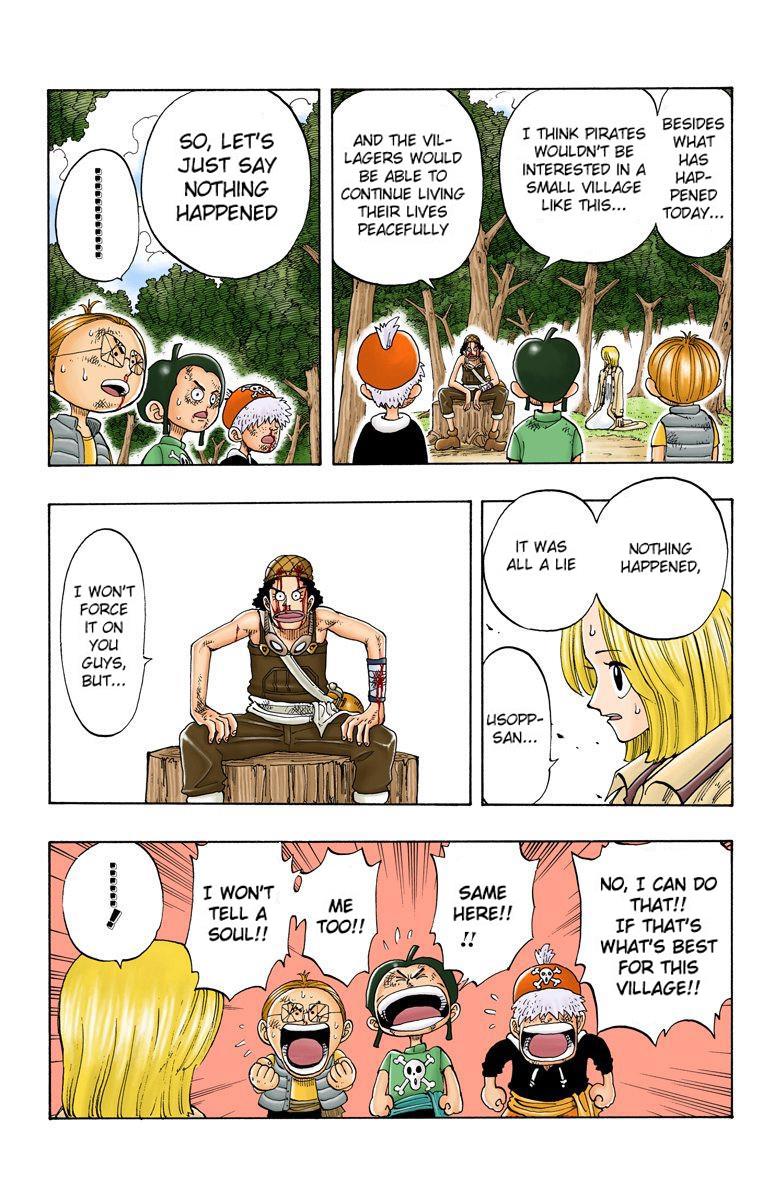 BESIDES
WHAT
HAS
HAP-
PENED
TODAY...
I THINK PIRATES
WOULDN'T BE
INTERESTED IN A
SMALL VILLAGE
LIKE THIS...
AND THE VIL-
LAGERS WOULD
BE ABLE TO
CONTINUE LIVING
THEIR LIVES
PEACEFULLY
SO, LET'S
JUST SAY
NOTHING
HAPPENED
............
NOTHING
HAPPENED,
IT WAS
ALL A LIE
USOPP-
SAN...
I WON'T
FORCE
IT ON
YOU
GUYS,
BUT...
NO, I CAN DO
THAT!!
IF THAT'S
WHAT'S BEST
FOR THIS
VILLAGE!!
SAME
HERE!!
!!
ME
TOO!!
I WON'T
TELL A
SOUL!!
.......!